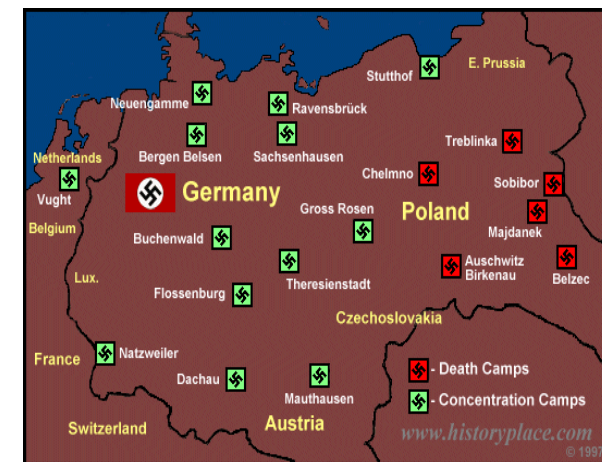 Stutthof
E. Prussia
Neuengamme
Ravensbrück
Treblinka
Bergen Belsen
Sachsenhausen
Netherlands
Chelmno
Sobibor
Vught
Germany
Gross Rosen
Poland
Belgium
Buchenwald
Majdanek
Auschwitz
Birkenau
Belzec
Lux.
Theresienstadt
Flossenburg
Czechoslovakia
France
Natzweiler
- Death Camps
Dachau
Mauthausen
- Concentration Camps
Switzerland
Austria
www.historyplace.com
© 1997